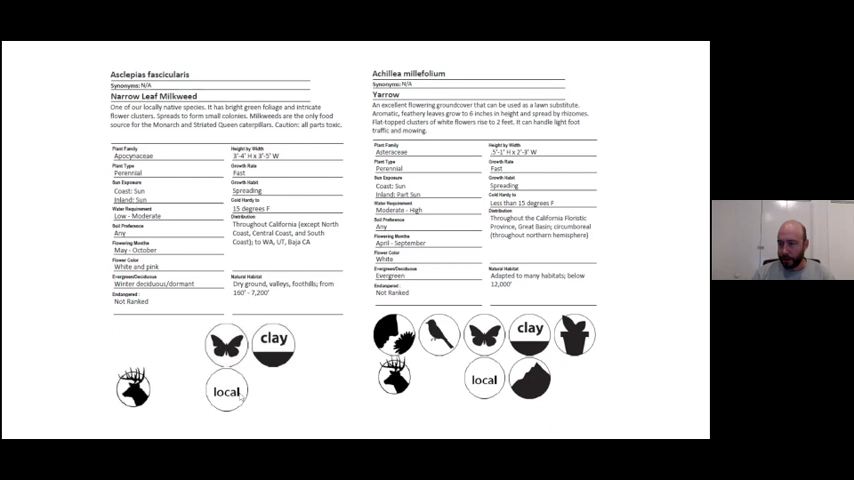 Asclepias fascicularis
Synonyms: N/A
Narrow Leaf Milkweed
One of our locally native species. It has bright green foliage and intricate
flower clusters. Spreads to form small colonies. Milkweeds are the only food
source for the Monarch and Striated Queen caterpillars. Caution: all parts toxic.
Plant Family
Apocynaceae
Plant Type
Perennial
Sun Exposure
Coast: Sun
Inland: Sun
Water Requirement
Low - Moderate
Soil Preference
Any
Flowering Months
May - October
Flower Color
White and pink
Evergreen/Deciduous
Winter deciduous/dormant
Endangered
Not Ranked
Height by Width
3'-4' H x 3'-5' W
Growth Rate
Fast
Growth Habit
Spreading
Cold Hardy to
15 degrees F
Distribution
Throughout California (except North
Coast, Central Coast, and South
Coast); to WA, UT, Baja CA
Natural Habitat
Dry ground, valleys, foothills; from
160' - 7,200'
clay
local
Achillea millefolium
Synonyms: N/A
Yarrow
An excellent flowering groundcover that can be used as a lawn substitute.
Aromatic, feathery leaves grow to 6 inches in height and spread by rhizomes.
Flat-topped clusters of white flowers rise to 2 feet. It can handle light foot
traffic and mowing.
Plant Family
Asteraceae
Plant Type
Perennial
Sun Exposure
Coast: Sun
Inland: Part Sun
Water Requirement
Moderate - High
Soil Preference
Any
Flowering Months
April - September
Flower Color
White
Evergreen/Deciduous
Evergreen
Endangered:
Not Ranked
Height by Width
.5'-1' H x 2'-3' W
Growth Rate
Fast
Growth Habit
Spreading
Cold Hardy to
Less than 15 degrees F
Distribution
Throughout the California Floristic
Province, Great Basin; circumboreal
(throughout northern hemisphere)
Natural Habitat
Adapted to many habitats; below
12,000'
clay
local